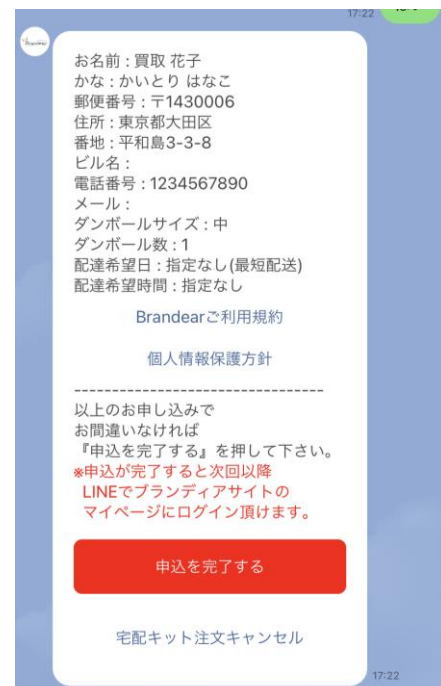 17:22
お名前 : 買取 花子
かな : かいとり はなこ
郵便番号 : 〒1430006
住所 : 東京都大田区
番地 : 平和島3-3-8
ビル名 :
電話番号 : 1234567890
メール :
ダンボールサイズ : 中
ダンボール数 : 1
配達希望日 : 指定なし(最短配送)
配達希望時間 : 指定なし
Brandearご利用規約
個人情報保護方針
---------------------------------
以上のお申し込みで
お間違いなければ
『申込を完了する』を押して下さい。
※申込が完了すると次回以降
LINEでブランディアサイトの
マイページにログイン頂けます。
申込を完了する
宅配キット注文キャンセル
17:22